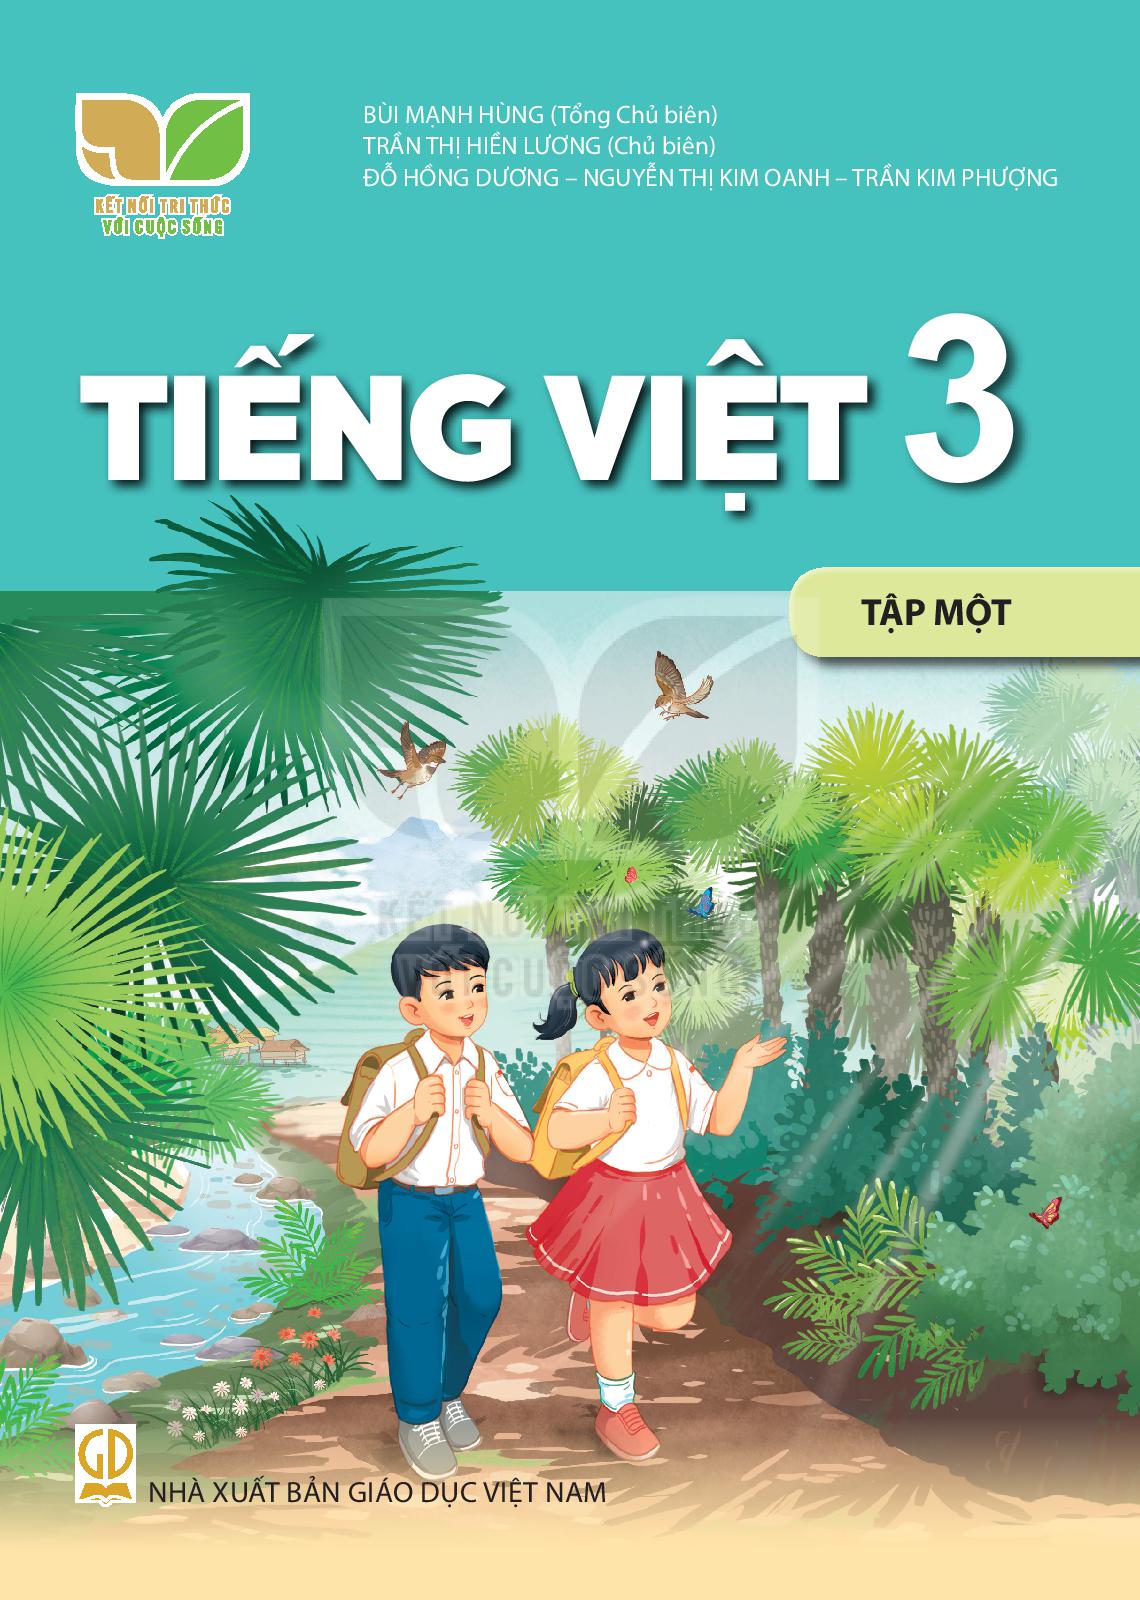 BÙI MẠNH HÙNG (Tổng Chủ biên)
TRẦN THỊ HIỀN LƯƠNG (Chủ biên)
ĐỖ HỒNG DƯƠNG – NGUYỄN THỊ KIM OANH – TRẦN KIM PHƯỢNG
KẾT NỐI TRI THỨC
VỚI CUỘC SỐNG
TIẾNG VIỆT 3
TẬP MỘT
KẾT NỐI TRI THỨC
VỚI CUỘC SỐNG
GD
NHÀ XUẤT BẢN GIÁO DỤC VIỆT NAM